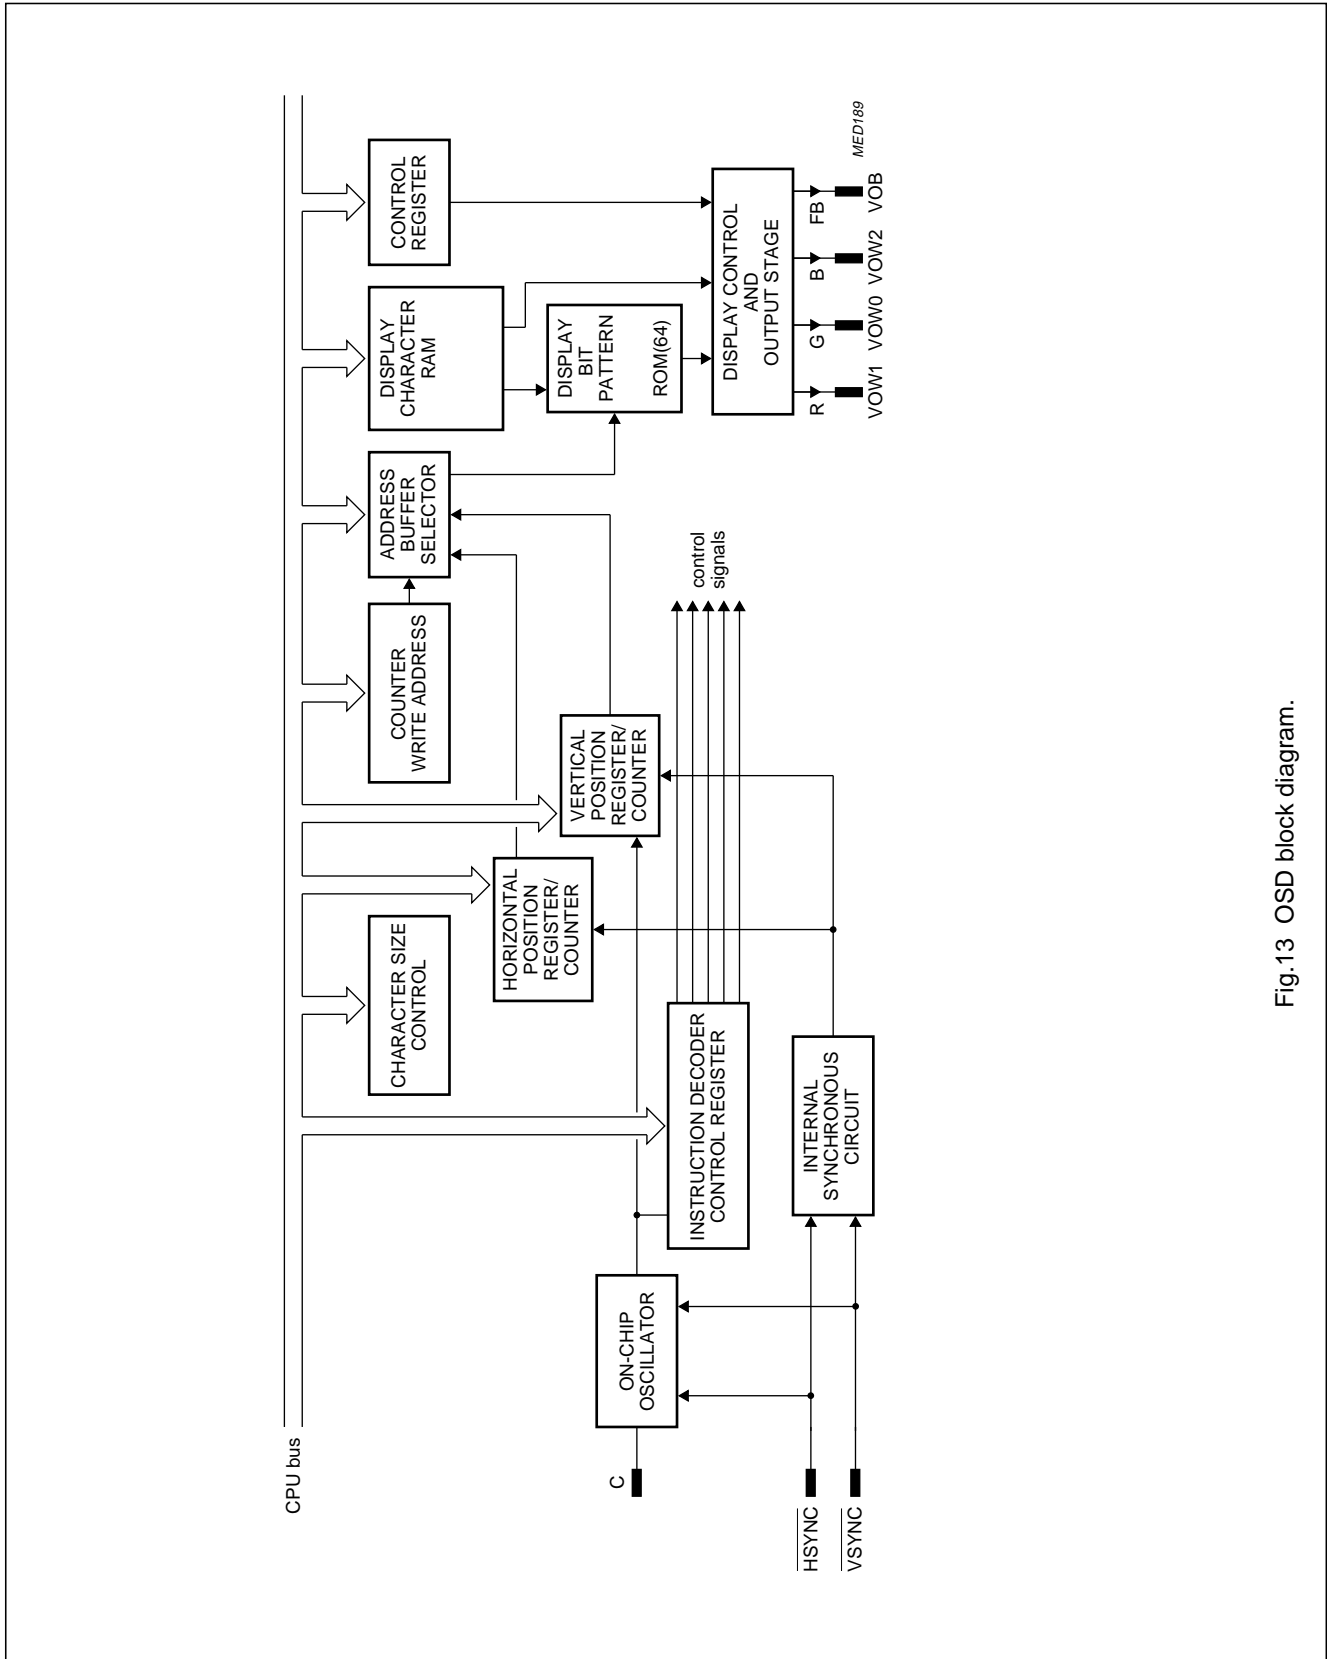 CPU bus
CHARACTER SIZE
CONTROL
HORIZONTAL
POSITION
REGISTER/
COUNTER
VERTICAL
POSITION
REGISTER/
COUNTER
COUNTER
WRITE ADDRESS
ADDRESS
BUFFER
SELECTOR
DISPLAY
CHARACTER
RAM
CONTROL
REGISTER
DISPLAY
BIT
PATTERN
ROM(64)
DISPLAY CONTROL
AND
OUTPUT STAGE
R
G
B
FB
VOW1
VOW0
VOW2
VOB
MED189
control
signals
C
ON-CHIP
OSCILLATOR
INSTRUCTION DECODER
CONTROL REGISTER
INTERNAL
SYNCHRONOUS
CIRCUIT
HSYNC
VSYNC
Fig.13 OSD block diagram.